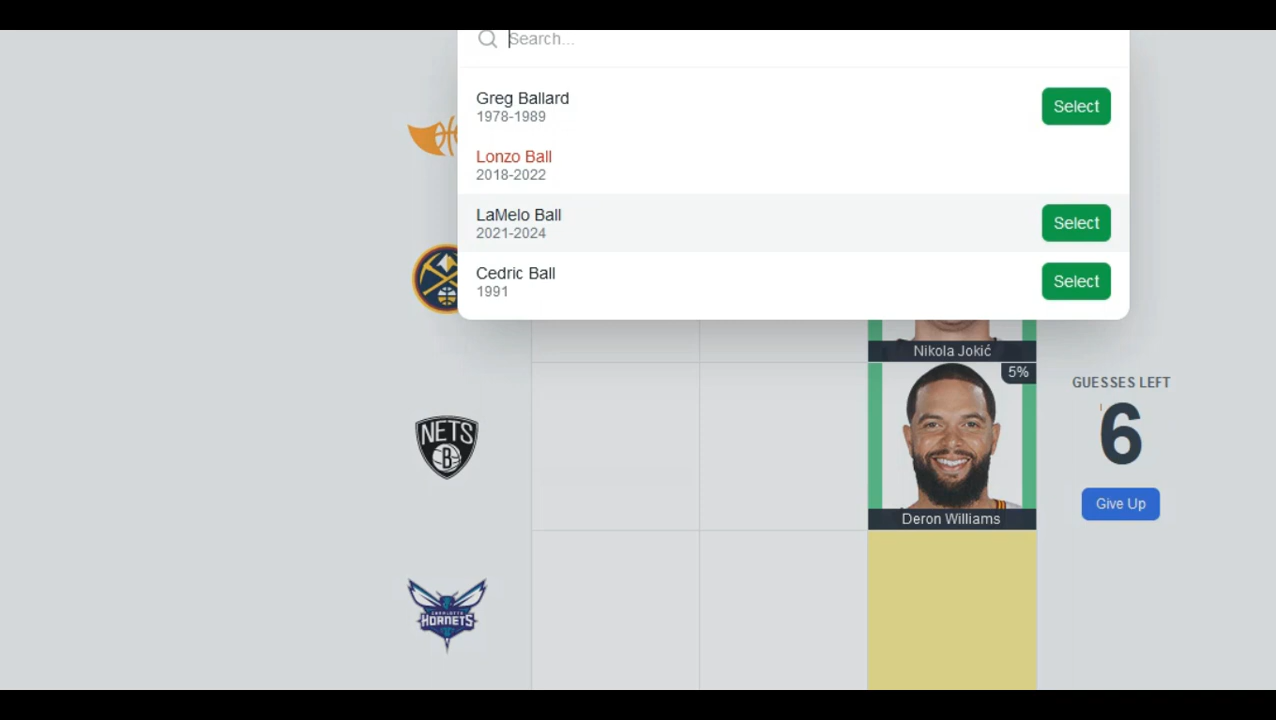 Search...
Greg Ballard
1978-1989
Select
Lonzo Ball
2018-2022
LaMelo Ball
2021-2024
Select
Cedric Ball
1991
Select
Nikola Jokić
5%
GUESSES LEFT
6
Give Up
NETS
B
Deron Williams
CHARLOTTE
HORNETS